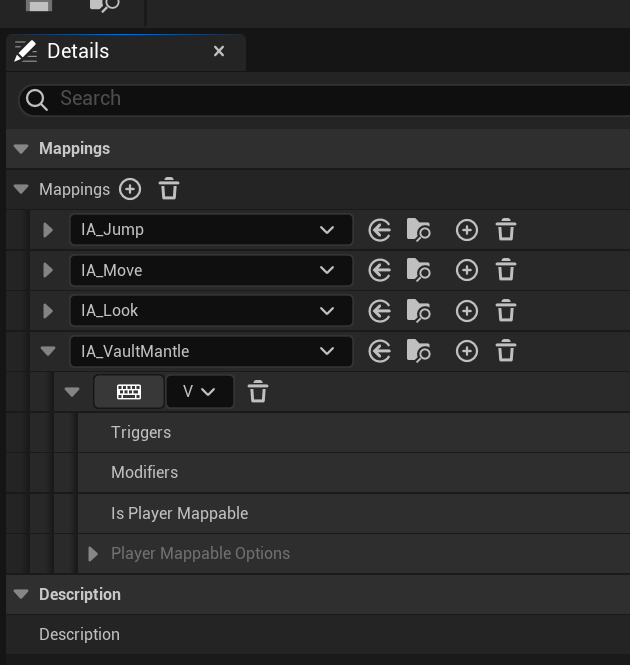 Details
Search
Mappings
Mappings
IA_Jump
IA_Move
IA_Look
IA_VaultMantle
V
Triggers
Modifiers
Is Player Mappable
Player Mappable Options
Description
Description